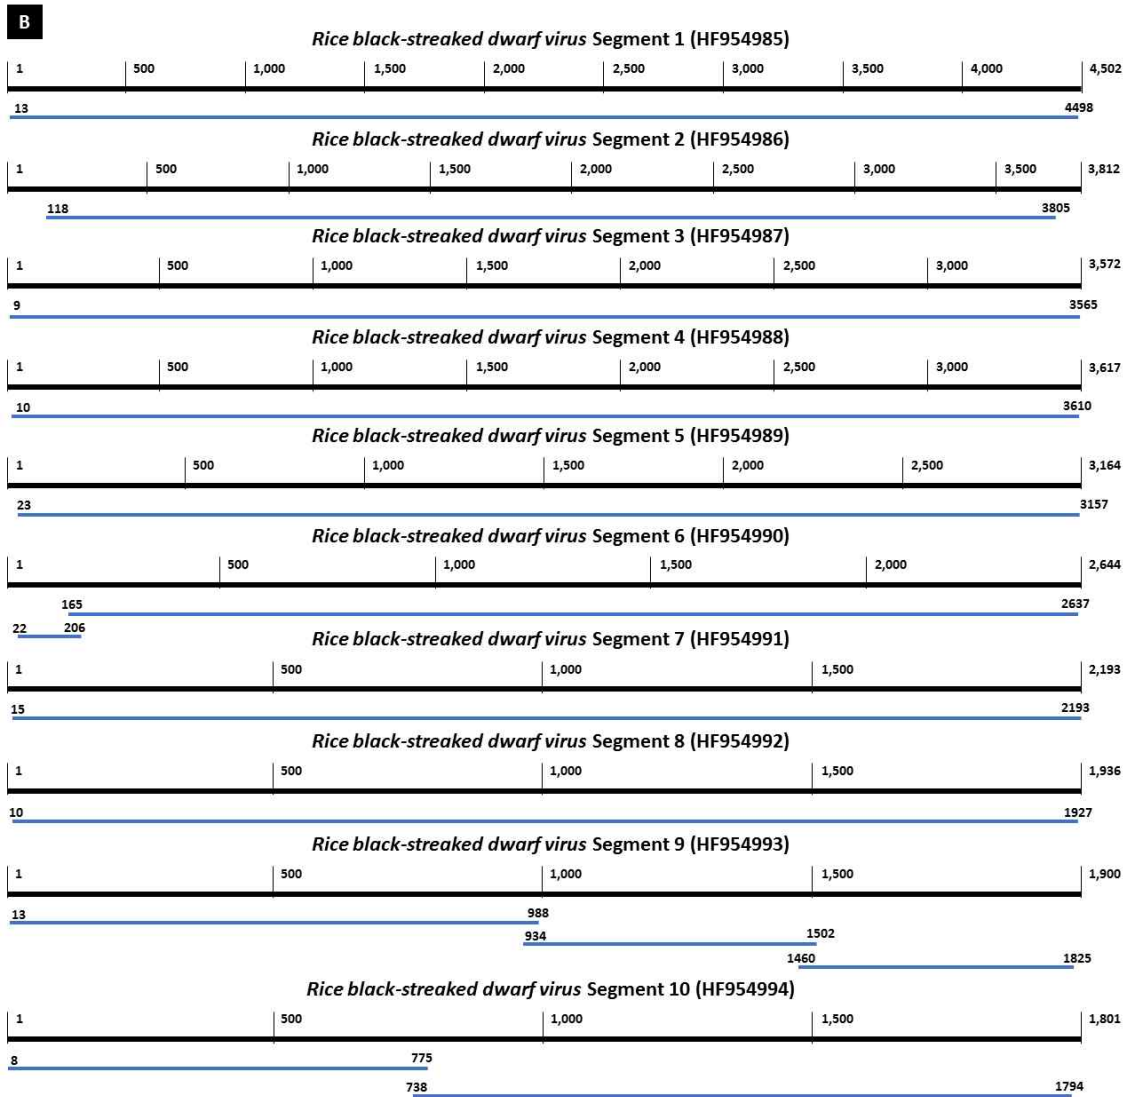 B
Rice black-streaked dwarf virus Segment 1 (HF954985)
1 500 1,000 1,500 2,000 2,500 3,000 3,500 4,000 4,502
13 4498
Rice black-streaked dwarf virus Segment 2 (HF954986)
1 500 1,000 1,500 2,000 2,500 3,000 3,500 3,812
118 3805
Rice black-streaked dwarf virus Segment 3 (HF954987)
1 500 1,000 1,500 2,000 2,500 3,000 3,572
9 3565
Rice black-streaked dwarf virus Segment 4 (HF954988)
1 500 1,000 1,500 2,000 2,500 3,000 3,617
10 3610
Rice black-streaked dwarf virus Segment 5 (HF954989)
1 500 1,000 1,500 2,000 2,500 3,164
23 3157
Rice black-streaked dwarf virus Segment 6 (HF954990)
1 500 1,000 1,500 2,000 2,644
165 2637
22 206
Rice black-streaked dwarf virus Segment 7 (HF954991)
1 500 1,000 1,500 2,193
15 2193
Rice black-streaked dwarf virus Segment 8 (HF954992)
1 500 1,000 1,500 1,936
10 1927
Rice black-streaked dwarf virus Segment 9 (HF954993)
1 500 1,000 1,500 1,900
13 988
934 1502
1460 1825
Rice black-streaked dwarf virus Segment 10 (HF954994)
1 500 1,000 1,500 1,801
8 775
738 1794